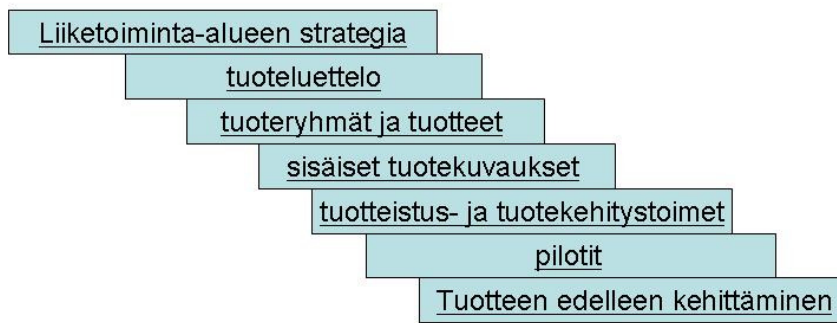 Liiketoiminta-alueen strategia
tuoteluettelo
tuoteryhmät ja tuotteet
sisäiset tuotekuvaukset
tuotteistus- ja tuotekehitystoimet
pilotit
Tuotteen edelleen kehittäminen